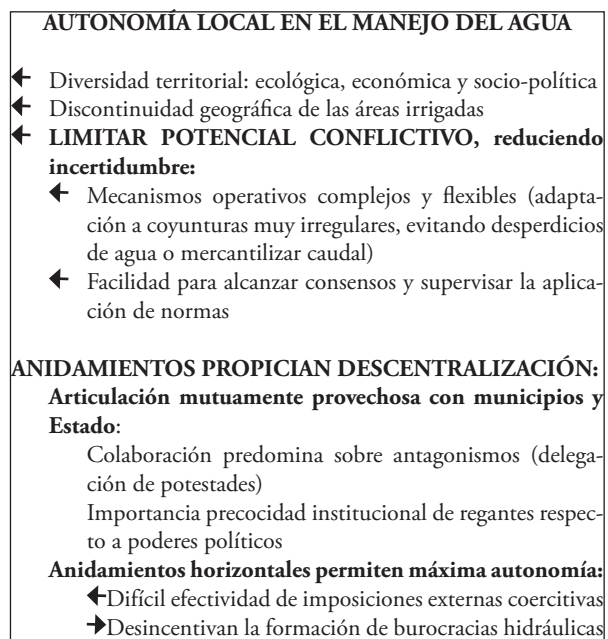 AUTONOMÍA LOCAL EN EL MANEJO DEL AGUA
🡰 Diversidad territorial: ecológica, económica y socio-política
🡰 Discontinuidad geográfica de las áreas irrigadas
🡰 LIMITAR POTENCIAL CONFLICTIVO, reduciendo
incertidumbre:
🡰 Mecanismos operativos complejos y flexibles (adapta-
ción a coyunturas muy irregulares, evitando desperdicios
de agua o mercantilizar caudal)
🡰 Facilidad para alcanzar consensos y supervisar la aplica-
ción de normas
ANIDAMIENTOS PROPICIAN DESCENTRALIZACIÓN:
Articulación mutuamente provechosa con municipios y
Estado:
Colaboración predomina sobre antagonismos (delega-
ción de potestades)
Importancia precocidad institucional de regantes respec-
to a poderes políticos
Anidamientos horizontales permiten máxima autonomía:
🡰Difícil efectividad de imposiciones externas coercitivas
🡲Desincentivan la formación de burocracias hidráulicas